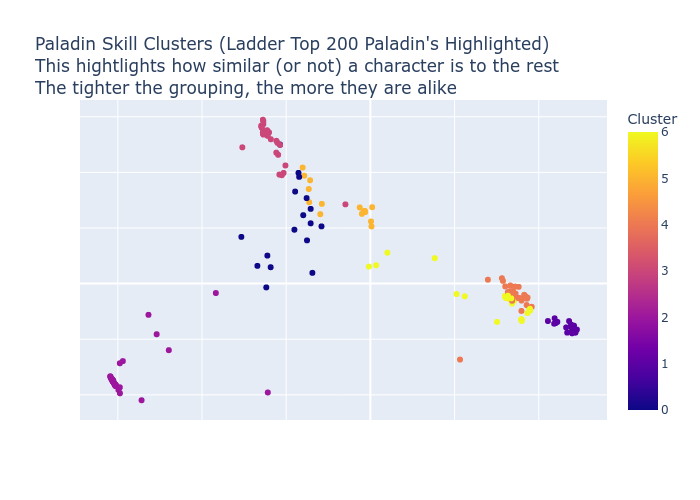 Paladin Skill Clusters (Ladder Top 200 Paladin's Highlighted)
This hightlights how similar (or not) a character is to the rest
The tighter the grouping, the more they are alike
Cluster
6
5
4
3
2
1
0